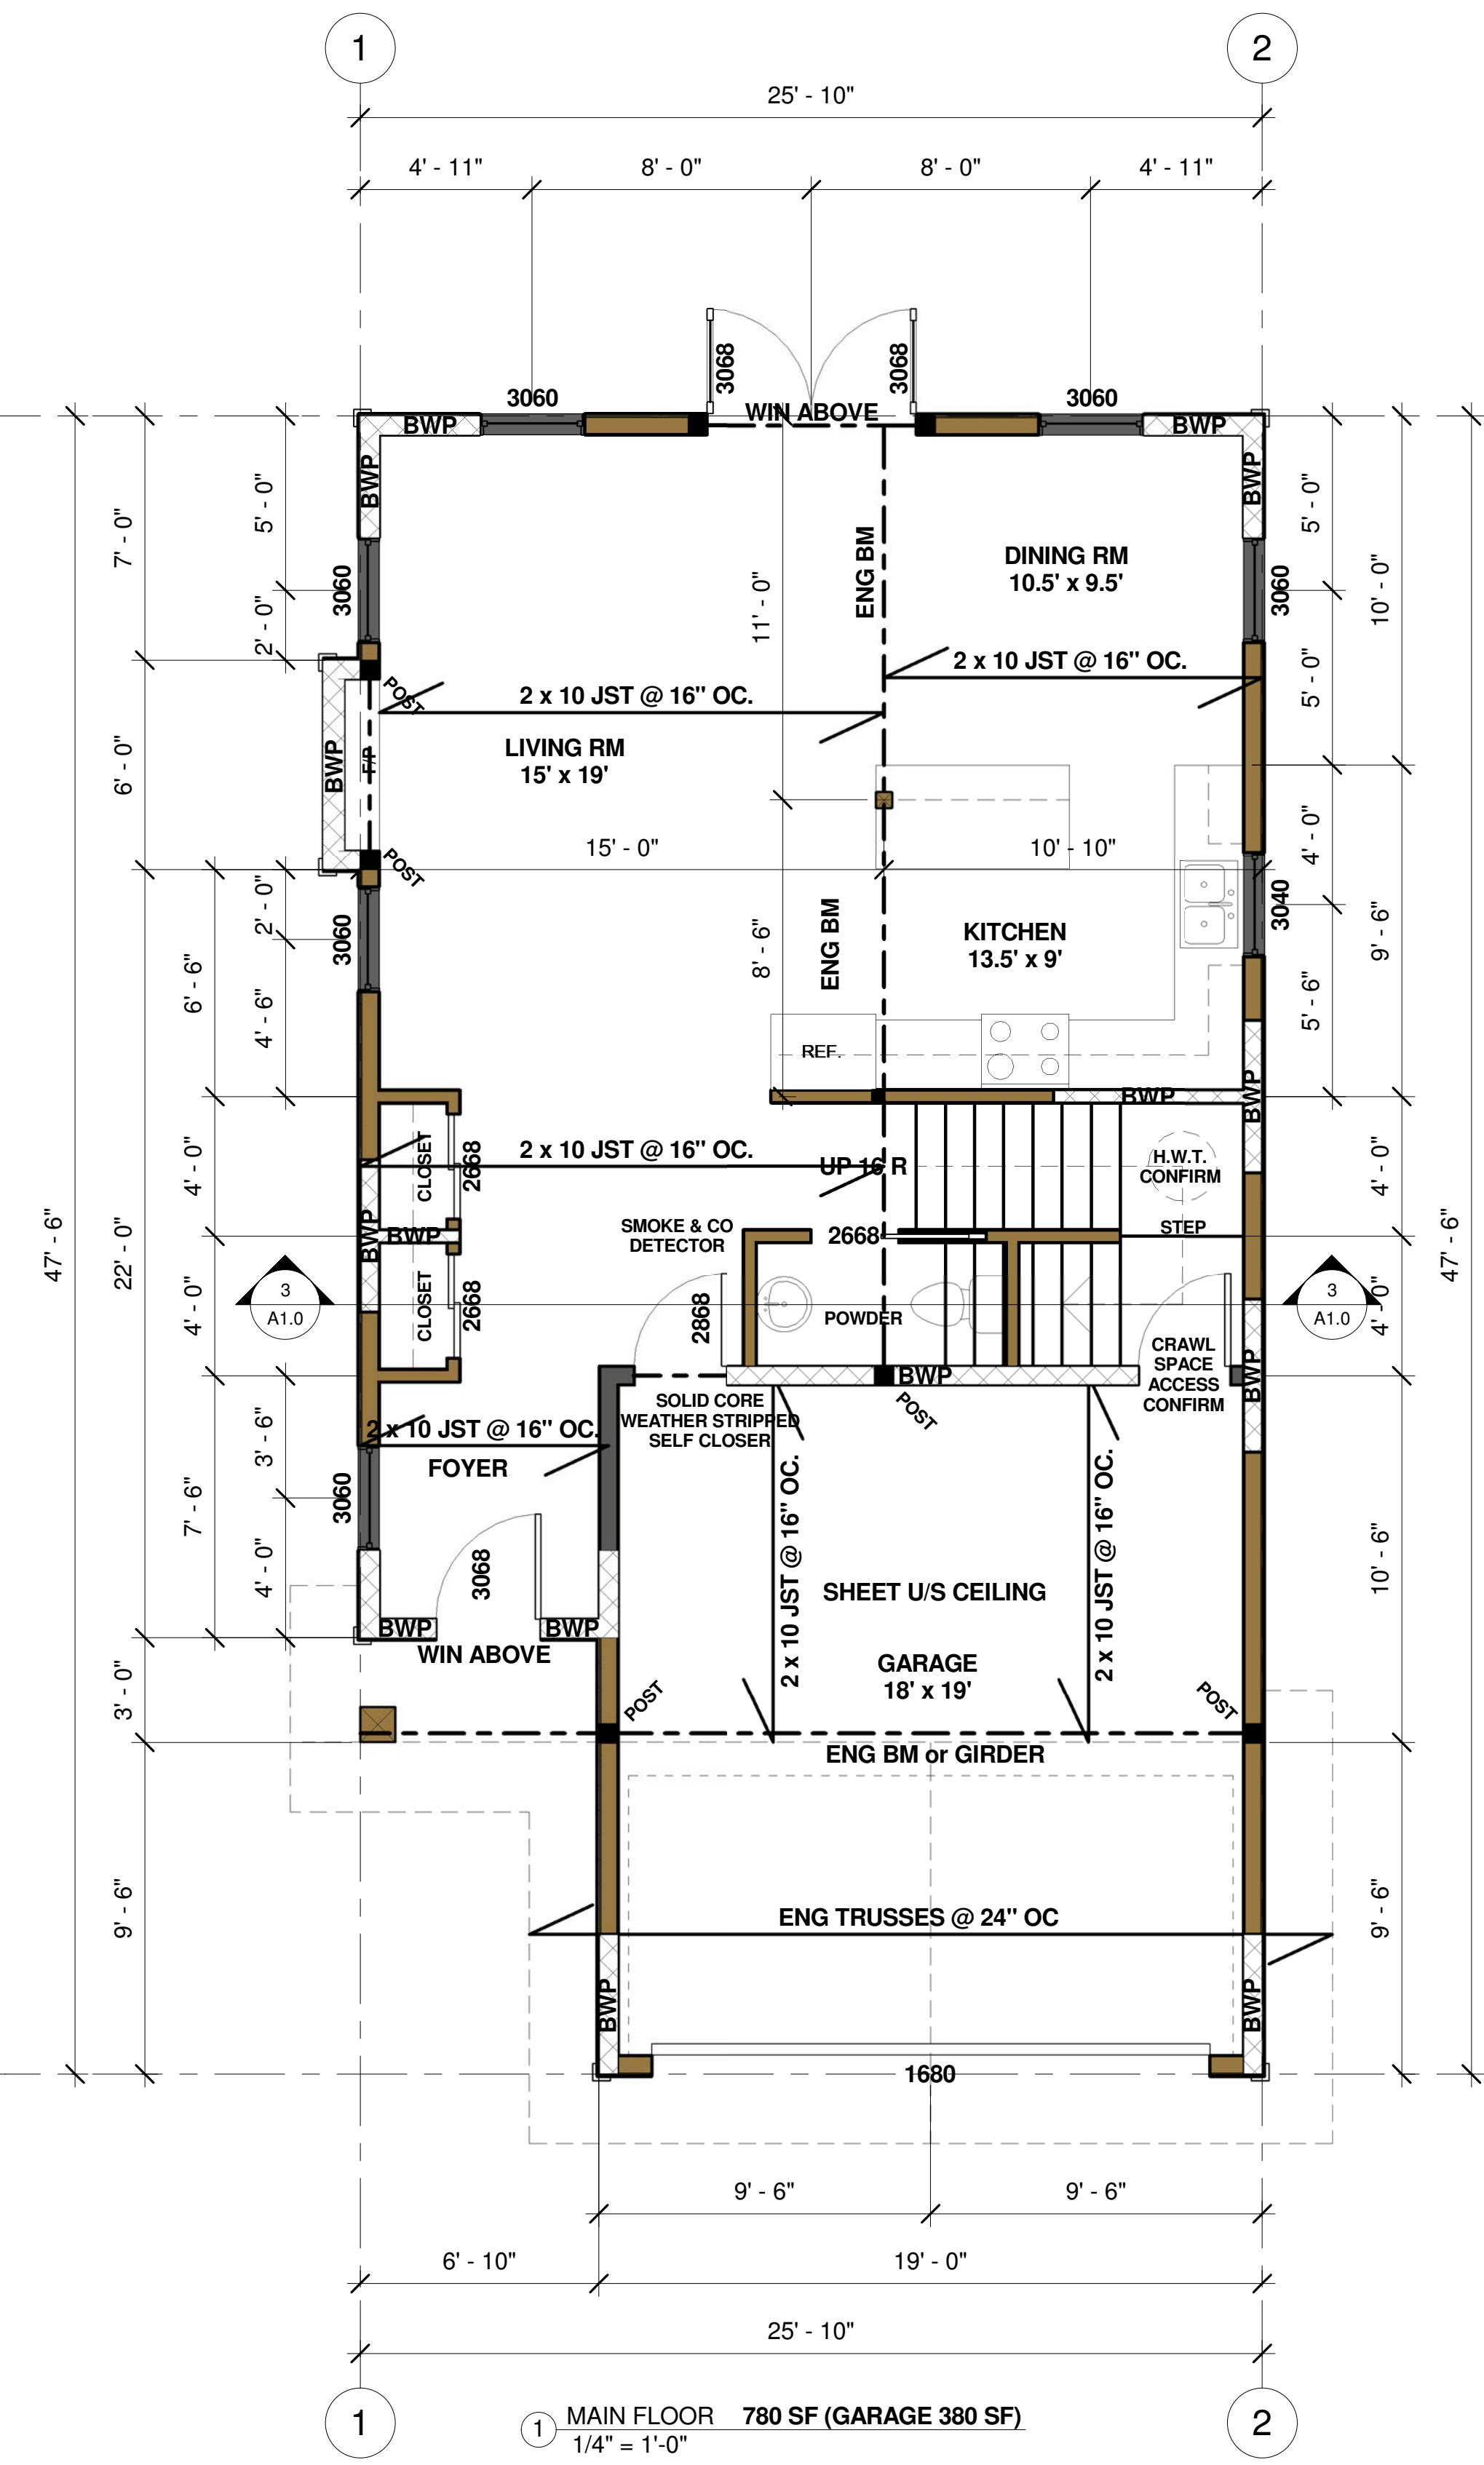 1
2
25' - 10"
4' - 11"
8' - 0"
8' - 0"
4' - 11"
3068
3068
3060
WIN ABOVE
3060
BWP
BWP
BWP
BWP
5' - 0"
5' - 0"
7' - 0"
ENG BM
DINING RM
10.5' x 9.5'
10' - 0"
3060
3060
11' - 0"
2' - 0"
5' - 0"
POST
2 x 10 JST @ 16" OC.
2 x 10 JST @ 16" OC.
LIVING RM
15' x 19'
6' - 0"
BWP
F/P
15' - 0"
10' - 10"
4' - 0"
POST
2' - 0"
3060
3040
ENG BM
8' - 6"
KITCHEN
13.5' x 9'
9' - 6"
6' - 6"
4' - 6"
5' - 6"
REF.
BWP
BWP
2 x 10 JST @ 16" OC.
4' - 0"
CLOSET
2668
UP 16 R
H.W.T.
CONFIRM
4' - 0"
47' - 6"
22' - 0"
BWP
BWP
SMOKE & CO
DETECTOR
2668
STEP
47' - 6"
3
A1.0
4' - 0"
CLOSET
2668
2868
POWDER
3
A1.0
4' - 0"
CRAWL
SPACE
ACCESS
CONFIRM
BWP
BWP
POST
SOLID CORE
WEATHER STRIPPED
SELF CLOSER
2 x 10 JST @ 16" OC.
FOYER
3' - 6"
7' - 6"
3060
4' - 0"
3068
2 x 10 JST @ 16" OC.
2 x 10 JST @ 16" OC.
10' - 6"
SHEET U/S CEILING
BWP
BWP
WIN ABOVE
GARAGE
18' x 19'
3' - 0"
POST
POST
ENG BM or GIRDER
9' - 6"
ENG TRUSSES @ 24" OC
9' - 6"
BWP
BWP
1680
9' - 6"
9' - 6"
6' - 10"
19' - 0"
25' - 10"
1
2
1
MAIN FLOOR 780 SF (GARAGE 380 SF)
1/4" = 1'-0"